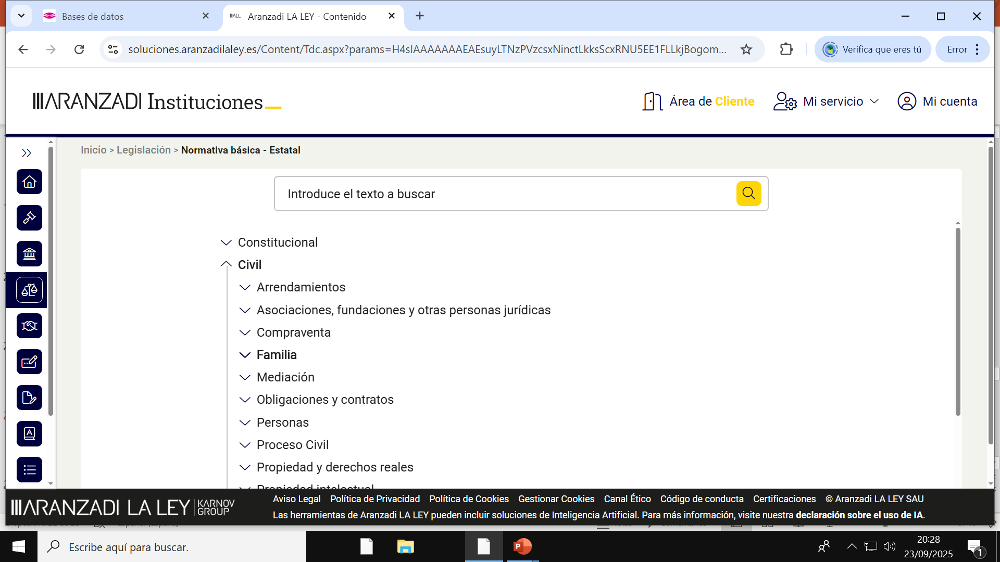 Bases de datos
ALL Aranzadi LA LEY - Contenido
soluciones.aranzadilaley.es/Content/Tdc.aspx?params=H4sIAAAAAAAEAEsuyLTNzPVzcsxNinctLkksScxRNU5EE1FLLkjBogom...
Verifica que eres tú
Error
ARANZADI Instituciones
Área de Cliente
Mi servicio
Mi cuenta
Inicio > Legislación > Normativa básica - Estatal
Introduce el texto a buscar
Constitucional
Civil
Arrendamientos
Asociaciones, fundaciones y otras personas jurídicas
Compraventa
Familia
Mediación
Obligaciones y contratos
Personas
Proceso Civil
Propiedad y derechos reales
Propiedad intelectual
ARANZADI LA LEY | KARNOV GROUP
Aviso Legal Política de Privacidad Política de Cookies Gestionar Cookies Canal Ético Código de conducta Certificaciones © Aranzadi LA LEY SAU
Las herramientas de Aranzadi LA LEY pueden incluir soluciones de Inteligencia Artificial. Para más información, visite nuestra declaración sobre el uso de IA.
Escribe aquí para buscar.
P
20:28
23/09/2025
1